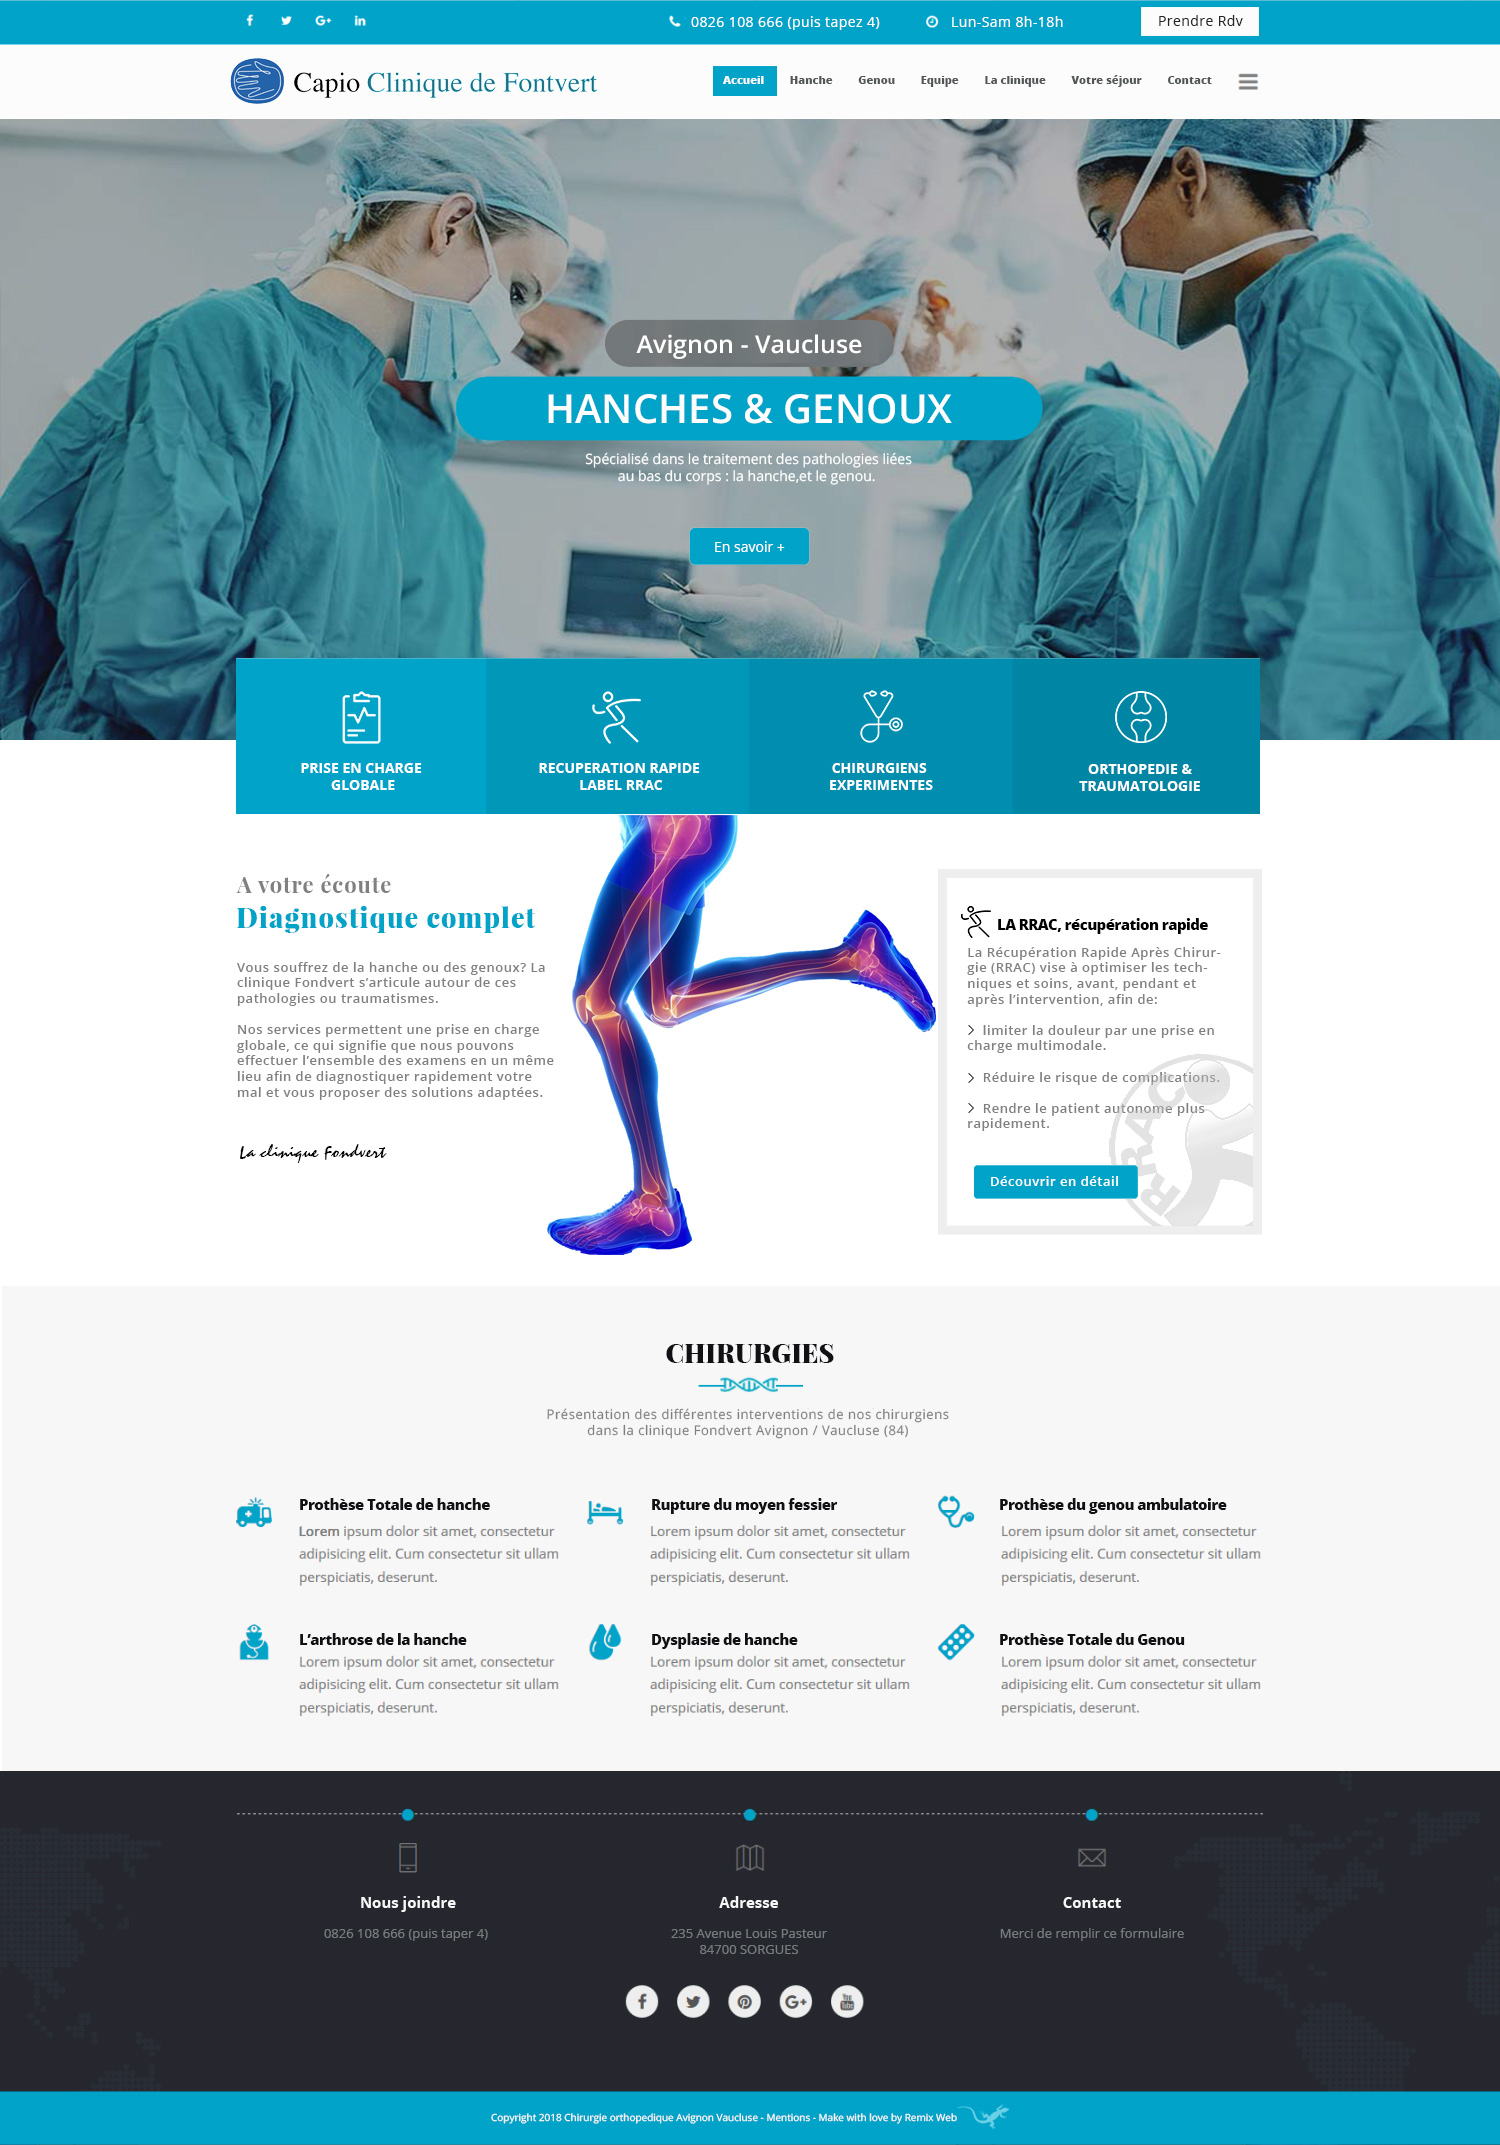 0826 108 666 (puis tapez 4)
Lun-Sam 8h-18h
Prendre Rdv
Capio Clinique de Fontvert
Accueil
Hanche
Genou
Equipe
La clinique
Votre séjour
Contact
Avignon - Vaucluse
HANCHES & GENOUX
Spécialisé dans le traitement des pathologies liées
au bas du corps : la hanche,et le genou.
En savoir +
PRISE EN CHARGE
GLOBALE
RECUPERATION RAPIDE
LABEL RRAC
CHIRURGIENS
EXPERIMENTES
ORTHOPEDIE &
TRAUMATOLOGIE
A votre écoute
Diagnostique complet
Vous souffrez de la hanche ou des genoux? La
clinique Fondvert s’articule autour de ces
pathologies ou traumatismes.
Nos services permettent une prise en charge
globale, ce qui signifie que nous pouvons
effectuer l’ensemble des examens en un même
lieu afin de diagnostiquer rapidement votre
mal et vous proposer des solutions adaptées.
La clinique Fondvert
LA RRAC, récupération rapide
La Récupération Rapide Après Chirur-
gie (RRAC) vise à optimiser les tech-
niques et soins, avant, pendant et
après l’intervention, afin de:
limiter la douleur par une prise en
charge multimodale.
Réduire le risque de complications.
Rendre le patient autonome plus
rapidement.
RRAC
Découvrir en détail
CHIRURGIES
Présentation des différentes interventions de nos chirurgiens
dans la clinique Fondvert Avignon / Vaucluse (84)
Prothèse Totale de hanche
Lorem ipsum dolor sit amet, consectetur
adipisicing elit. Cum consectetur sit ullam
perspiciatis, deserunt.
Rupture du moyen fessier
Lorem ipsum dolor sit amet, consectetur
adipisicing elit. Cum consectetur sit ullam
perspiciatis, deserunt.
Prothèse du genou ambulatoire
Lorem ipsum dolor sit amet, consectetur
adipisicing elit. Cum consectetur sit ullam
perspiciatis, deserunt.
L’arthrose de la hanche
Lorem ipsum dolor sit amet, consectetur
adipisicing elit. Cum consectetur sit ullam
perspiciatis, deserunt.
Dysplasie de hanche
Lorem ipsum dolor sit amet, consectetur
adipisicing elit. Cum consectetur sit ullam
perspiciatis, deserunt.
Prothèse Totale du Genou
Lorem ipsum dolor sit amet, consectetur
adipisicing elit. Cum consectetur sit ullam
perspiciatis, deserunt.
Nous joindre
0826 108 666 (puis taper 4)
Adresse
235 Avenue Louis Pasteur
84700 SORGUES
Contact
Merci de remplir ce formulaire
You Tube
Copyright 2018 Chirurgie orthopedique Avignon Vaucluse - Mentions - Make with love by Remix Web